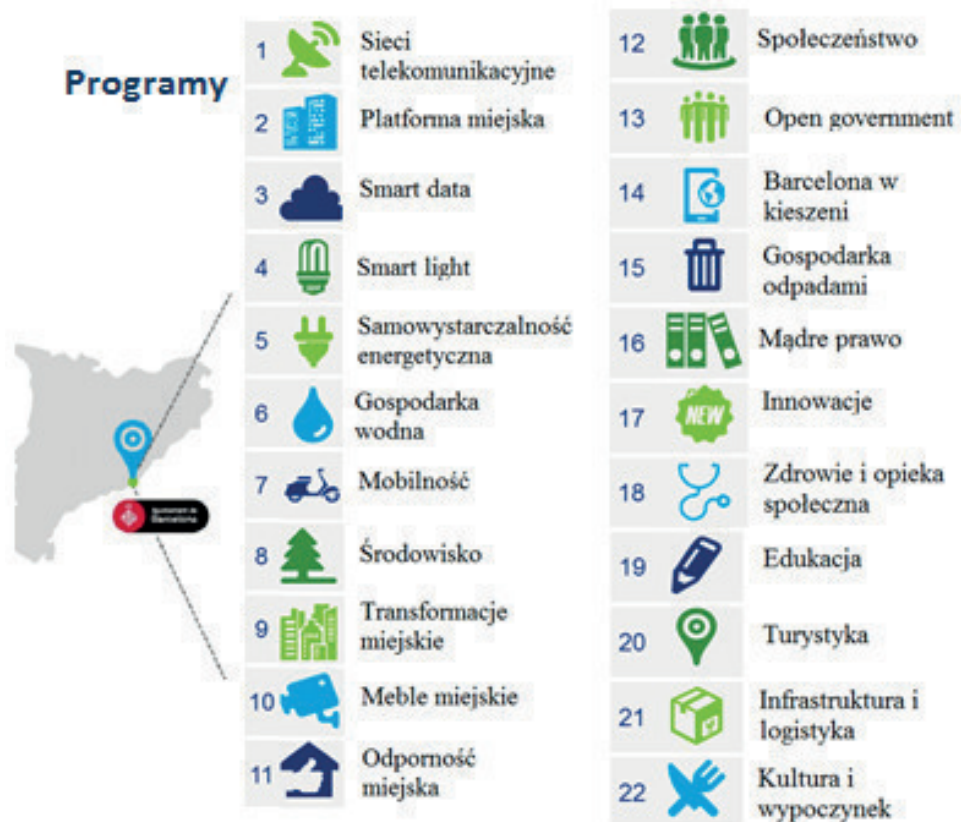 Programy
1
Sieci
telekomunikacyjne
2
Platforma miejska
3
Smart data
4
Smart light
5
Samowystarczalność
energetyczna
6
Gospodarka
wodna
7
Mobilność
8
Środowisko
9
Transformacje
miejskie
10
Meble miejskie
11
Odporność
miejska
12
Społeczeństwo
13
Open government
14
Barcelona w
kieszeni
15
Gospodarka
odpadami
16
Mądre prawo
17
NEW
Innowacje
18
Zdrowie i opieka
społeczna
19
Edukacja
20
Turystyka
21
Infrastruktura i
logistyka
22
Kultura i
wypoczynek
Ajuntament de
Barcelona